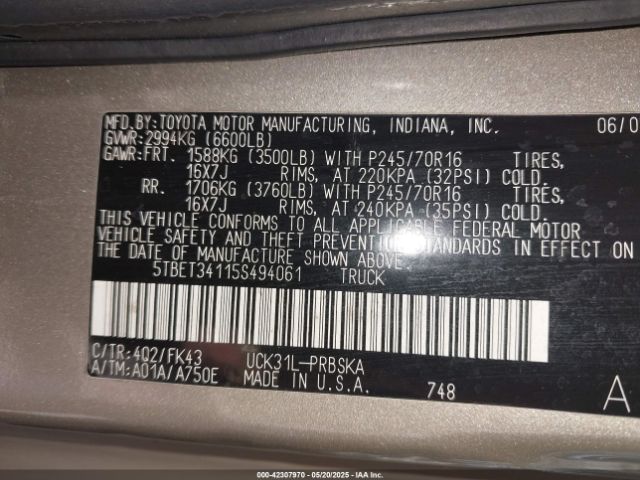 MFD.BY:TOYOTA MOTOR MANUFACTURING, INDIANA, INC. 06/0
GVWR:2994KG (6600LB)
GAWR:FRT. 1588KG (3500LB) WITH P245/70R16 TIRES,
16X7J RIMS, AT 220KPA (32PSI) COLD.
RR. 1706KG (3760LB) WITH P245/70R16 TIRES,
16X7J RIMS, AT 240KPA (35PSI) COLD.
THIS VEHICLE CONFORMS TO ALL APPLICABLE FEDERAL MOTOR
VEHICLE SAFETY AND THEFT PREVENTION STANDARDS IN EFFECT ON
THE DATE OF MANUFACTURE SHOWN ABOVE.
5TBET34115S494061 TRUCK
C/TR:4Q2/FK43 UCK31L-PRBSKA
A/TM:A01A/A750E MADE IN U.S.A. 748 A
000-42307970 — 05/20/2025 — IAA Inc.